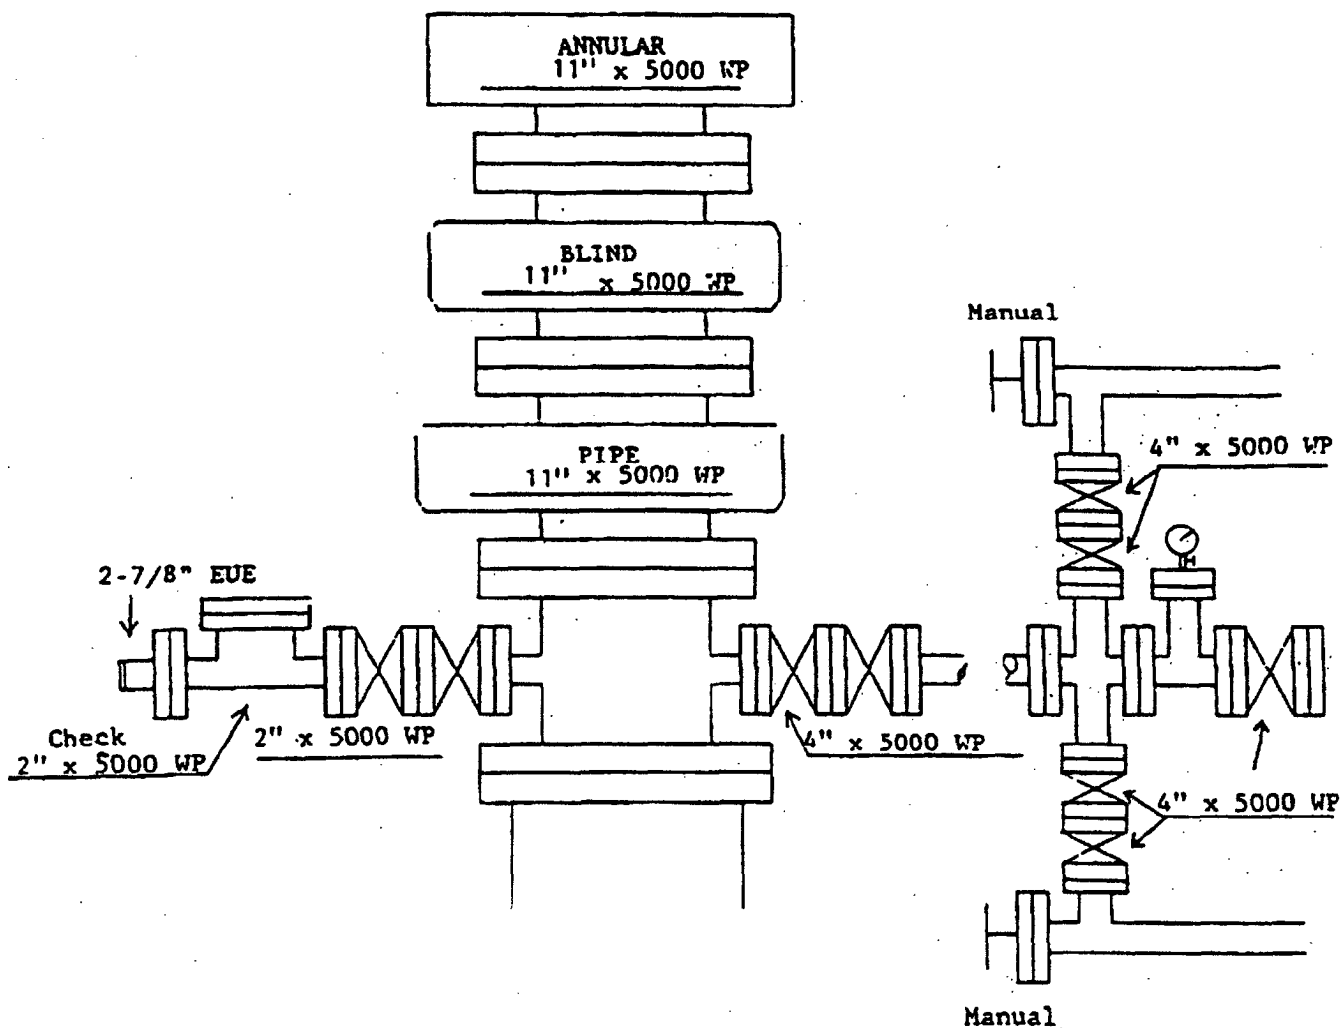 ANNULAR
11" x 5000 WP
BLIND
11" x 5000 WP
Manual
PIPE
11" x 5000 WP
4" x 5000 WP
2-7/8" EUE
Check
2" x 5000 WP
2" x 5000 WP
4" x 5000 WP
4" x 5000 WP
Manual